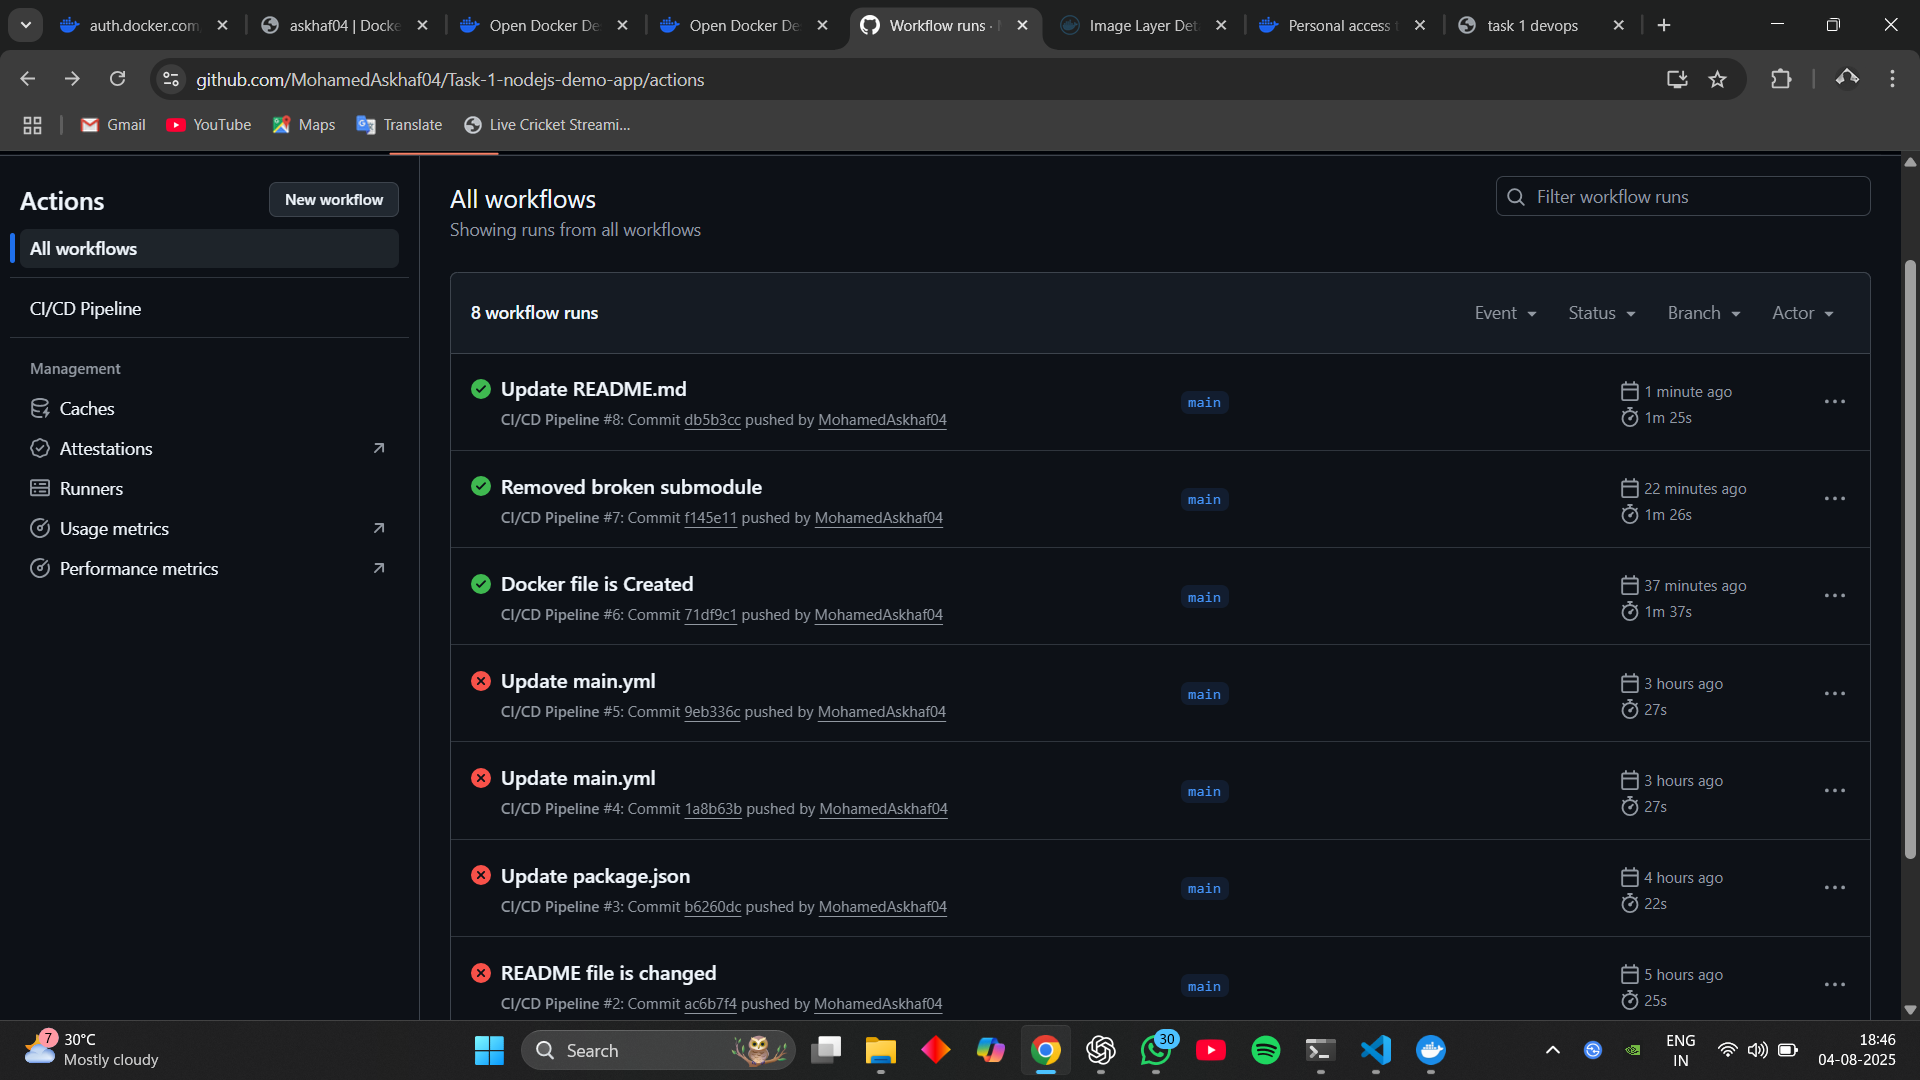 auth.docker.com
askhaf04 | Docke
Open Docker De
Open Docker De
Workflow runs ·
Image Layer Det
Personal access
task 1 devops
github.com/MohamedAskhaf04/Task-1-nodejs-demo-app/actions
Gmail
YouTube
Maps
Translate
Live Cricket Streami...
Actions
New workflow
All workflows
CI/CD Pipeline
Management
Caches
Attestations
Runners
Usage metrics
Performance metrics
All workflows
Showing runs from all workflows
Filter workflow runs
8 workflow runs
Event
Status
Branch
Actor
Update README.md
CI/CD Pipeline #8: Commit db5b3cc pushed by MohamedAskhaf04
main
1 minute ago
1m 25s
Removed broken submodule
CI/CD Pipeline #7: Commit f145e11 pushed by MohamedAskhaf04
main
22 minutes ago
1m 26s
Docker file is Created
CI/CD Pipeline #6: Commit 71df9c1 pushed by MohamedAskhaf04
main
37 minutes ago
1m 37s
Update main.yml
CI/CD Pipeline #5: Commit 9eb336c pushed by MohamedAskhaf04
main
3 hours ago
27s
Update main.yml
CI/CD Pipeline #4: Commit 1a8b63b pushed by MohamedAskhaf04
main
3 hours ago
27s
Update package.json
CI/CD Pipeline #3: Commit b6260dc pushed by MohamedAskhaf04
main
4 hours ago
22s
README file is changed
CI/CD Pipeline #2: Commit ac6b7f4 pushed by MohamedAskhaf04
main
5 hours ago
25s
7
30°C
Mostly cloudy
Search
30
ENG
IN
18:46
04-08-2025